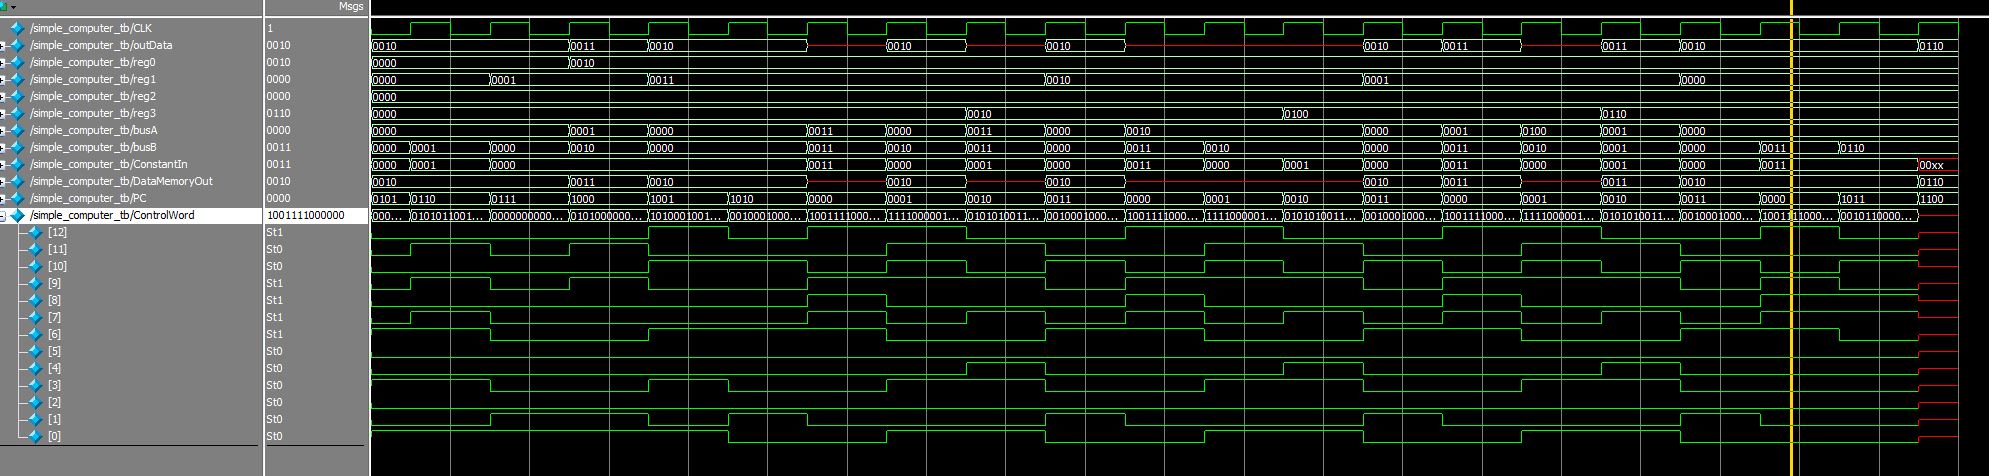 Msgs
/simple_computer_tb/CLK 1
/simple_computer_tb/outData 0010 0010 0011 0010 0010 0010 0010 0011 0011 0010 0110
/simple_computer_tb/reg0 0010 0000 0010
/simple_computer_tb/reg1 0000 0000 0001 0011 0010 0001 0000
/simple_computer_tb/reg2 0000 0000
/simple_computer_tb/reg3 0110 0000 0010 0100 0110
/simple_computer_tb/busA 0000 0000 0001 0000 0011 0000 0011 0000 0010 0000 0001 0100 0001 0000
/simple_computer_tb/busB 0011 0000 0001 0000 0010 0000 0011 0010 0011 0000 0011 0010 0001 0000 0011 0010 0001 0000 0011 0110
/simple_computer_tb/ConstantIn 0011 0000 0001 0000 0011 0000 0001 0000 0011 0000 0001 0000 0011 0000 0001 0000 0011 00xx
/simple_computer_tb/DataMemoryOut 0010 0010 0011 0010 0010 0010 0010 0011 0011 0010 0110
/simple_computer_tb/PC 0000 0101 0110 0111 1000 1001 1010 0000 0001 0010 0011 0000 0001 0010 0011 0000 0001 0010 0011 0000 1011 1100
/simple_computer_tb/ControlWord 1001111000000 000... 0101011001... 0000000000... 0101000000... 1010001001... 0010001000... 1001111000... 1111000001... 0101010011... 0010001000... 1001111000... 1111000001... 0101010011... 0010001000... 1001111000... 1111000001... 0101010011... 0010001000... 1001111000... 0010110000...
[12] St1
[11] St0
[10] St0
[9] St1
[8] St1
[7] St1
[6] St1
[5] St0
[4] St0
[3] St0
[2] St0
[1] St0
[0] St0